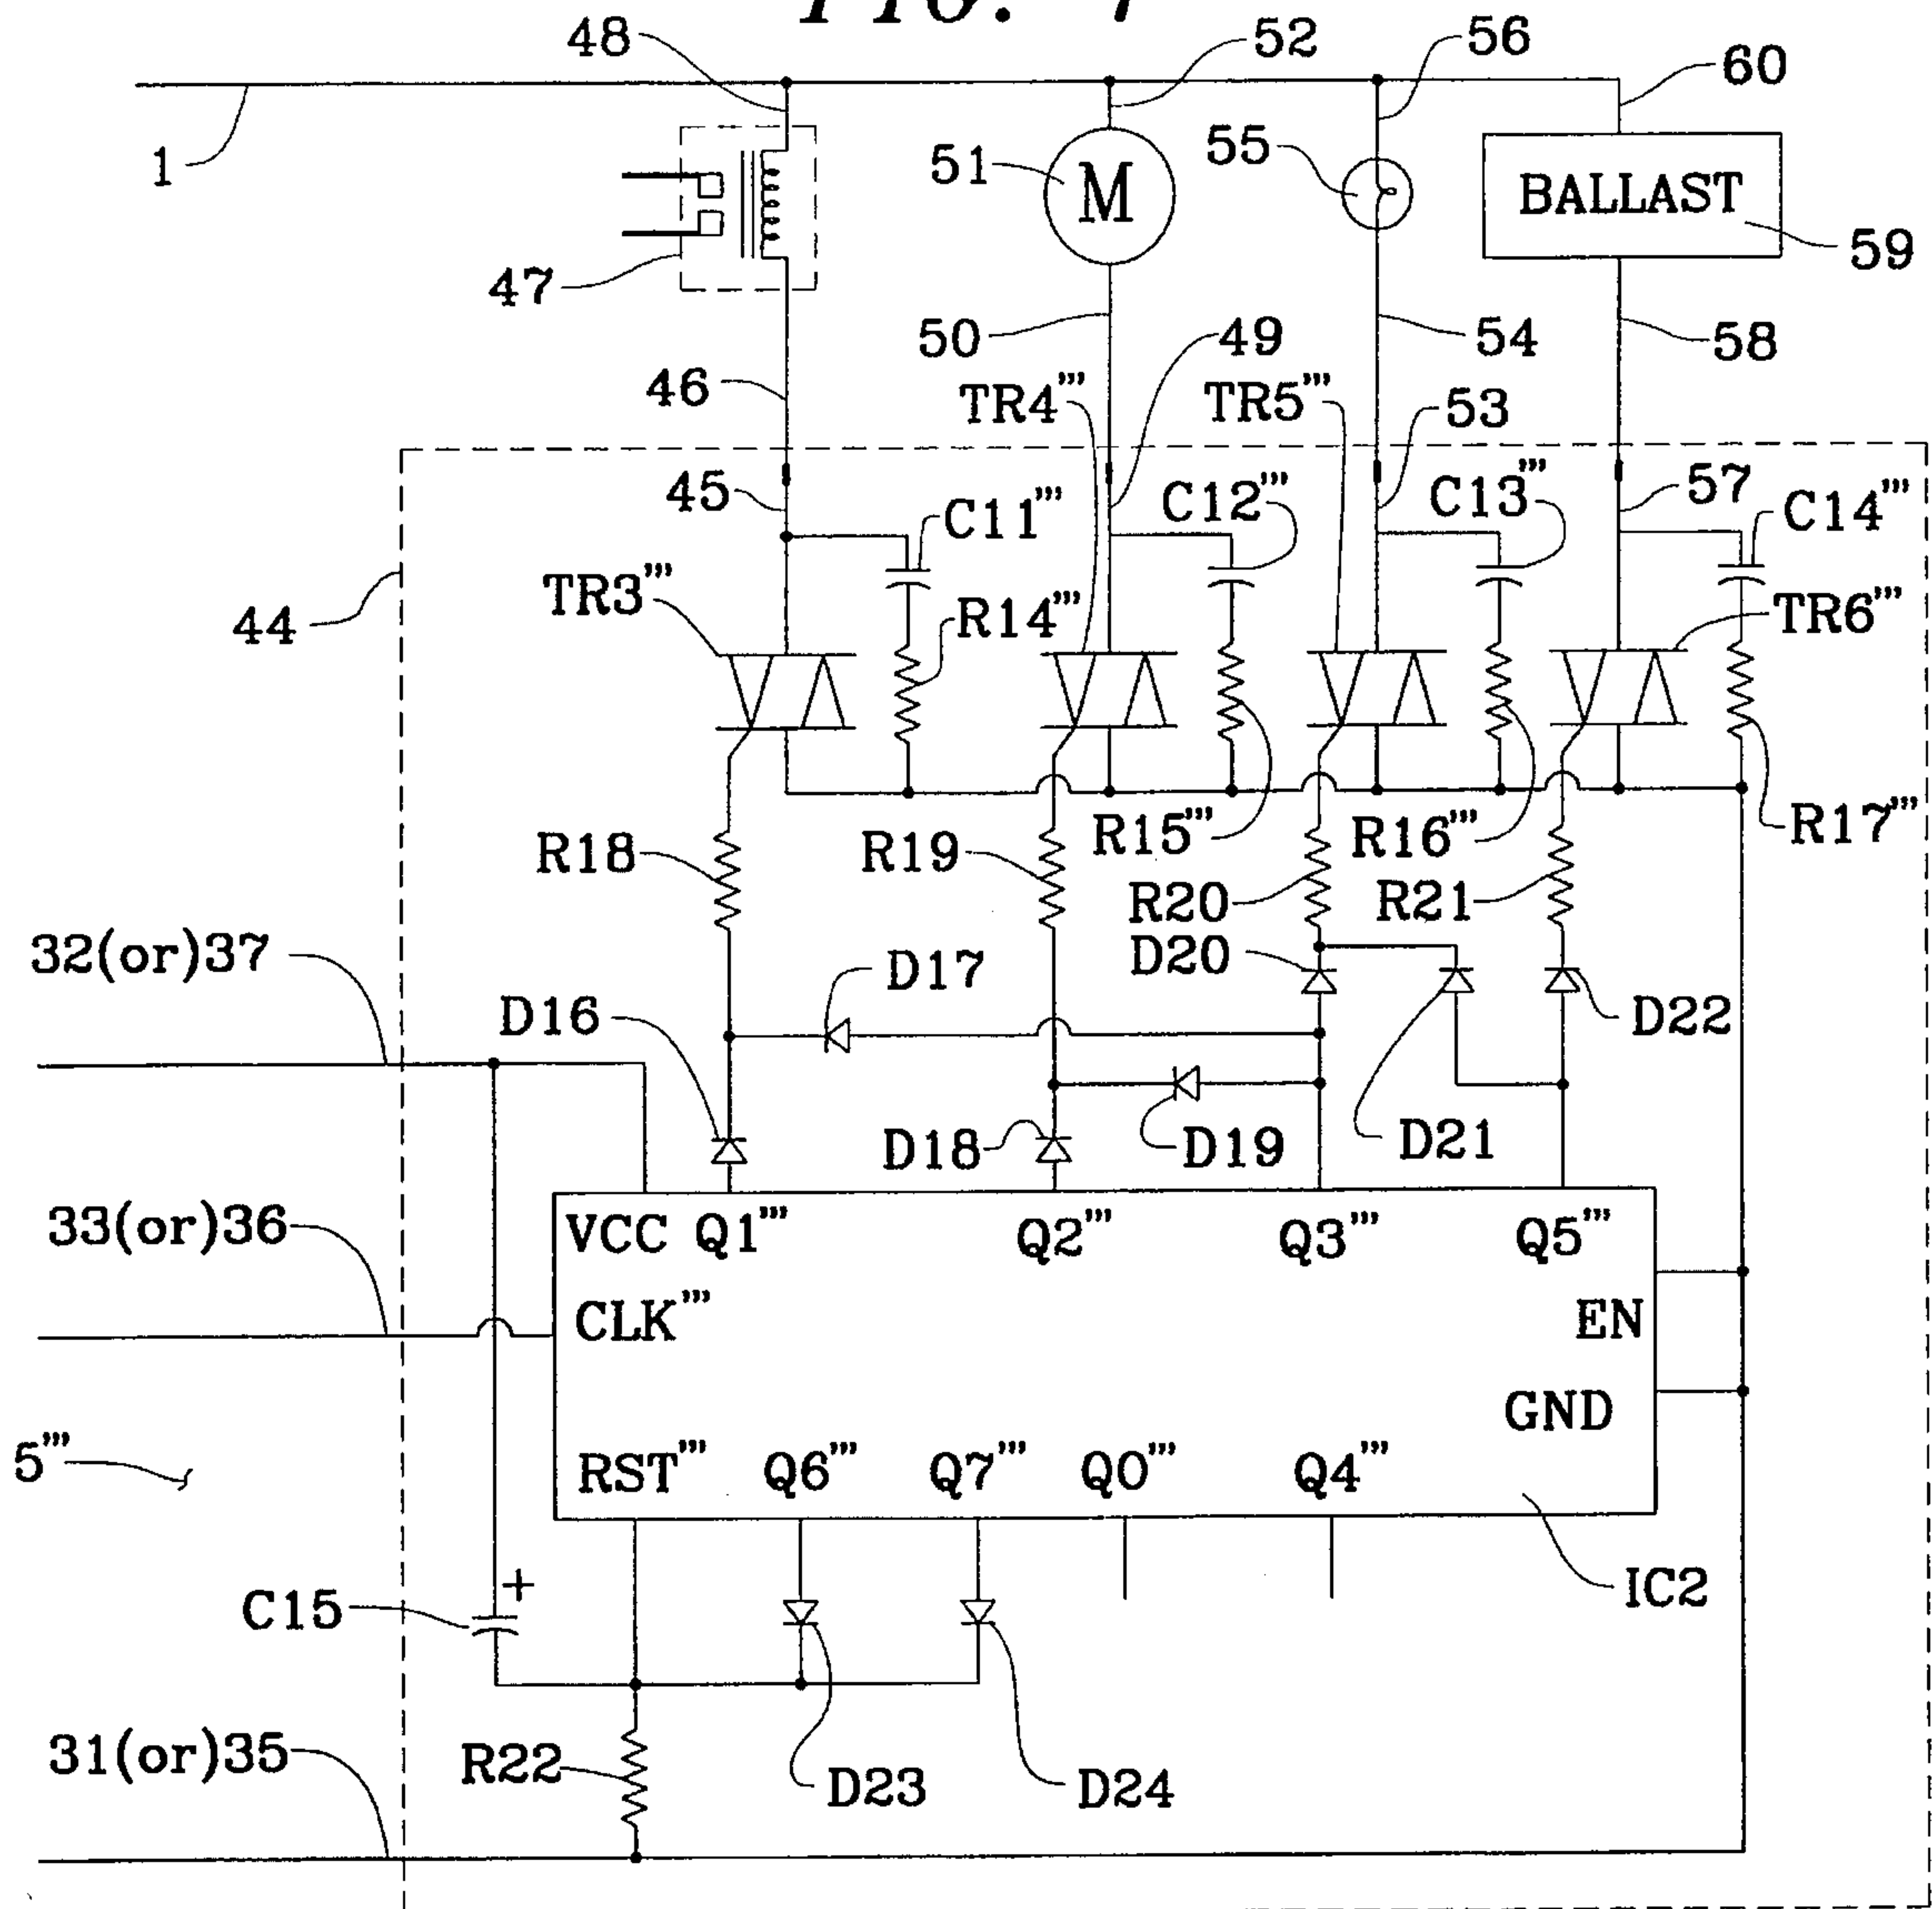 FIG. 7
48
52
56
60
1
55
51
M
BALLAST
59
47
50
49
54
58
46
TR4'''
TR5'''
53
45
C11'''
C12'''
C13'''
57
C14'''
TR3'''
44
R14'''
TR6'''
R18
R19
R15'''
R16'''
R17'''
R20
R21
32(or)37
D17
D20
D16
D22
D18
D19
D21
33(or)36
VCC
Q1'''
Q2'''
Q3'''
Q5'''
CLK'''
EN
GND
5'''
RST'''
Q6'''
Q7'''
Q0'''
Q4'''
+
C15
IC2
31(or)35
R22
D23
D24